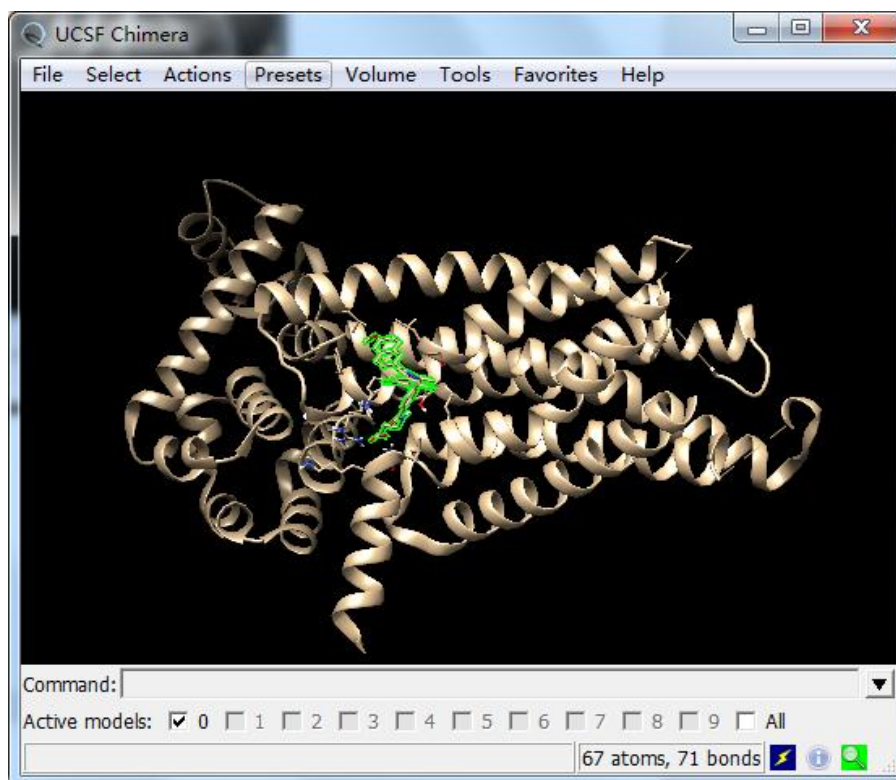 UCSF Chimera
File Select Actions Presets Volume Tools Favorites Help
Command:
Active models: 0 1 2 3 4 5 6 7 8 9 All
67 atoms, 71 bonds